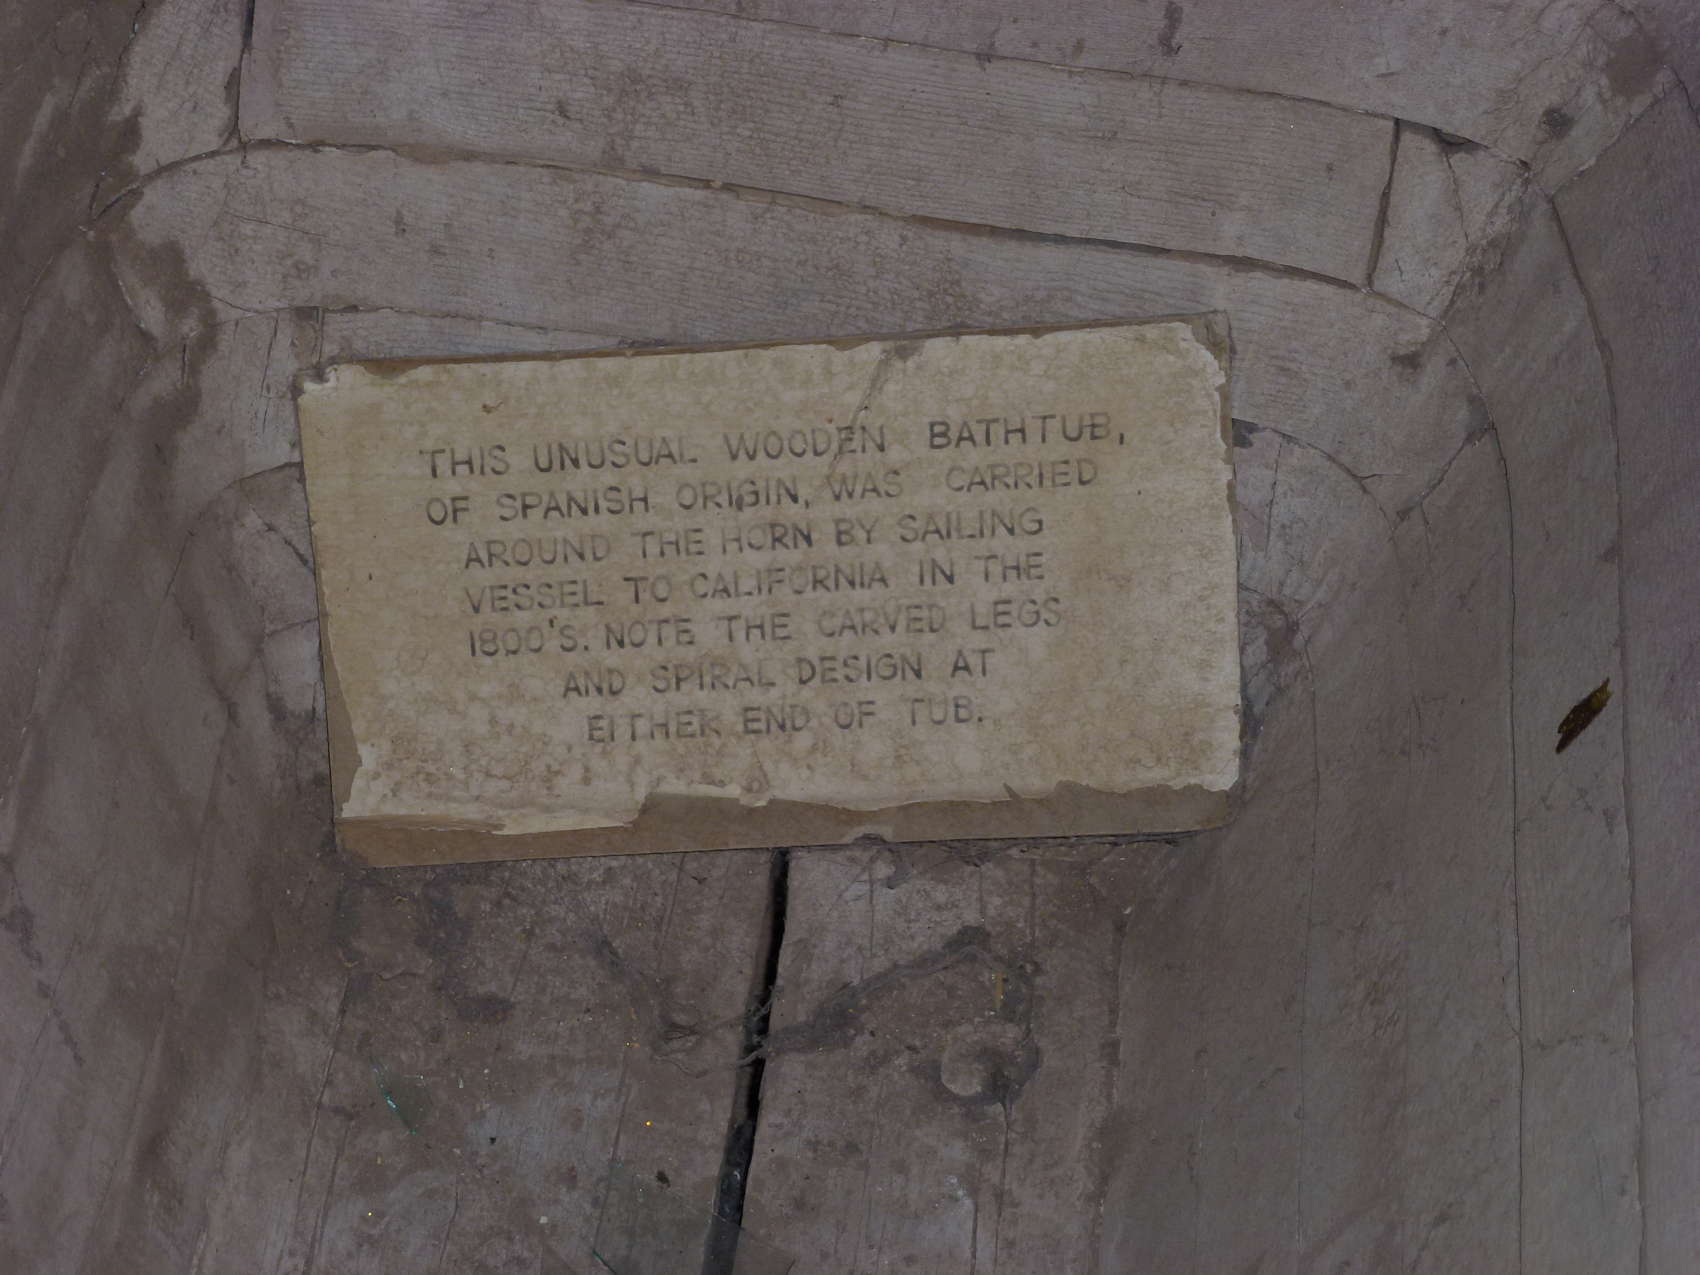 THIS UNUSUAL WOODEN BATHTUB,
OF SPANISH ORIGIN, WAS CARRIED
AROUND THE HORN BY SAILING
VESSEL TO CALIFORNIA IN THE
1800'S. NOTE THE CARVED LEGS
AND SPIRAL DESIGN AT
EITHER END OF TUB.